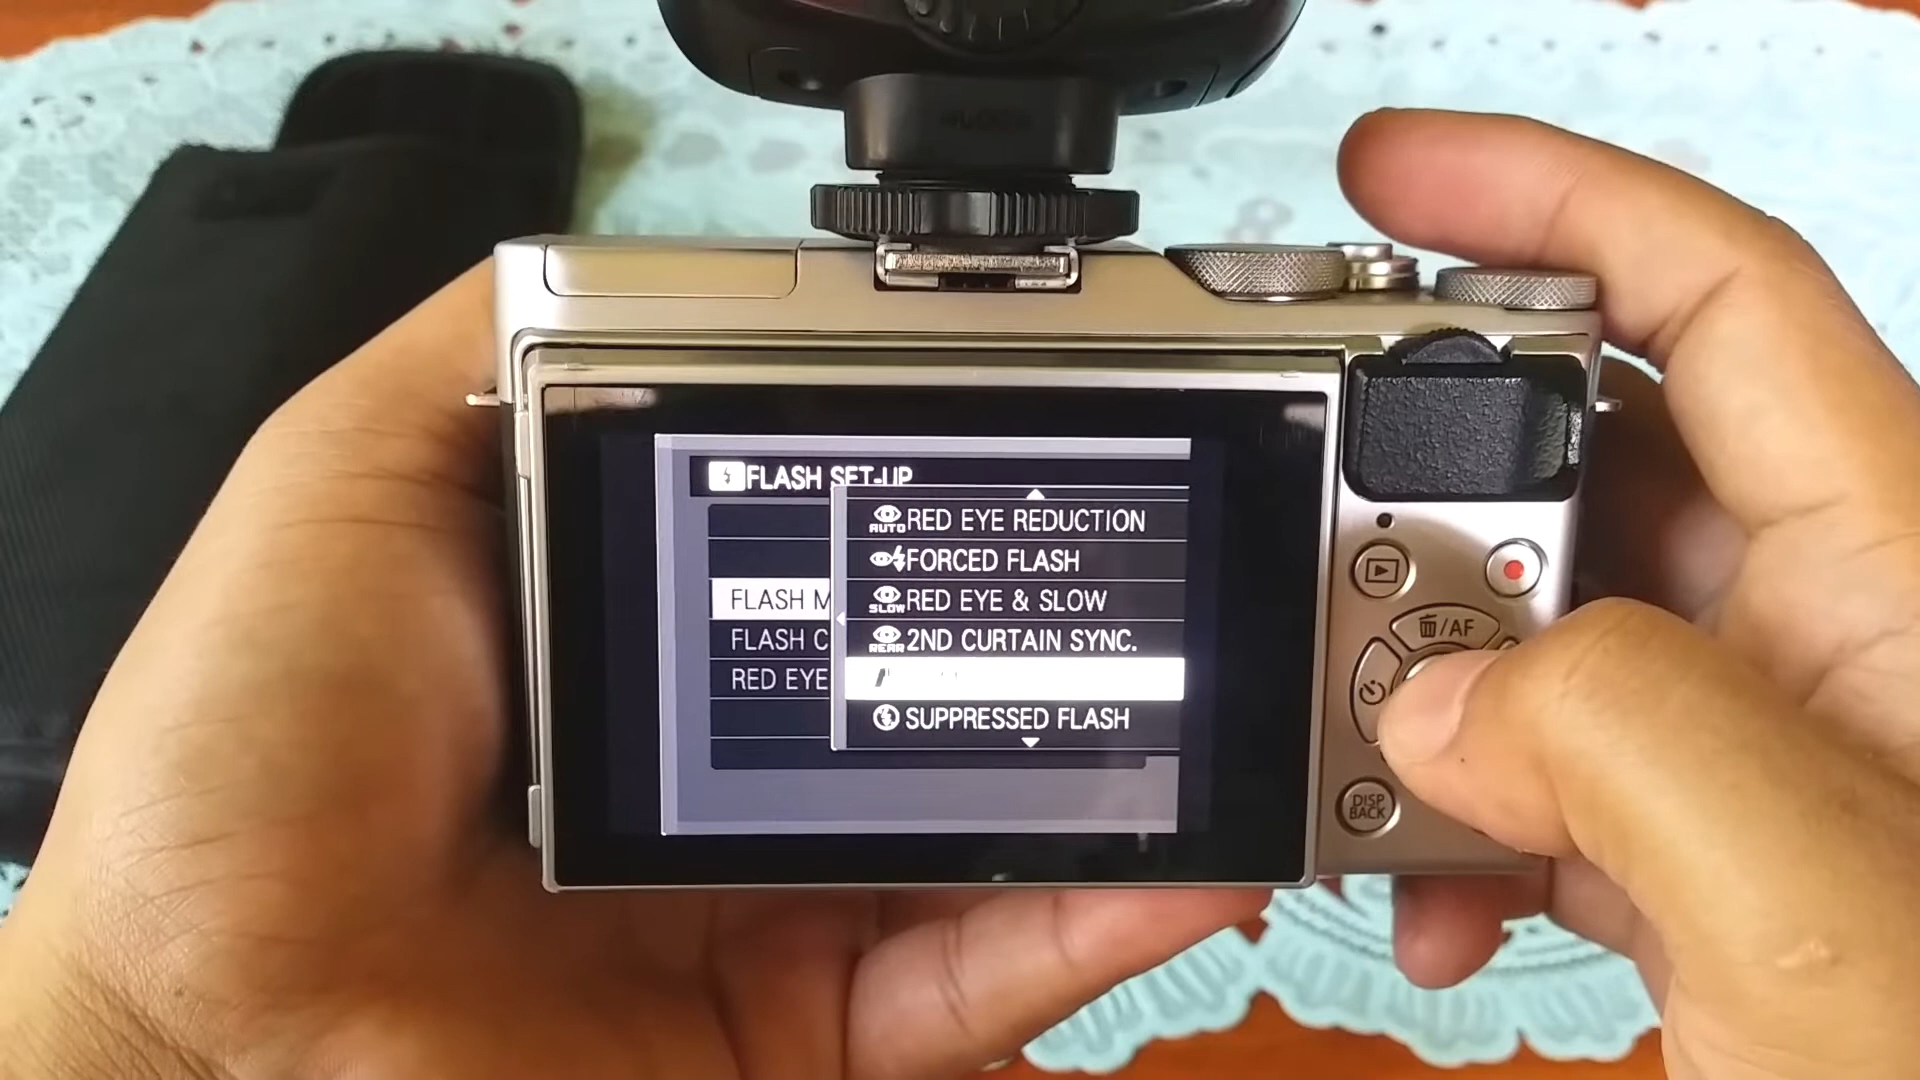 FLASH SET-UP
AUTO RED EYE REDUCTION
FORCED FLASH
FLASH M
SLOW RED EYE & SLOW
FLASH C
REAR 2ND CURTAIN SYNC.
RED EYE
SUPPRESSED FLASH
/AF
DISP
BACK